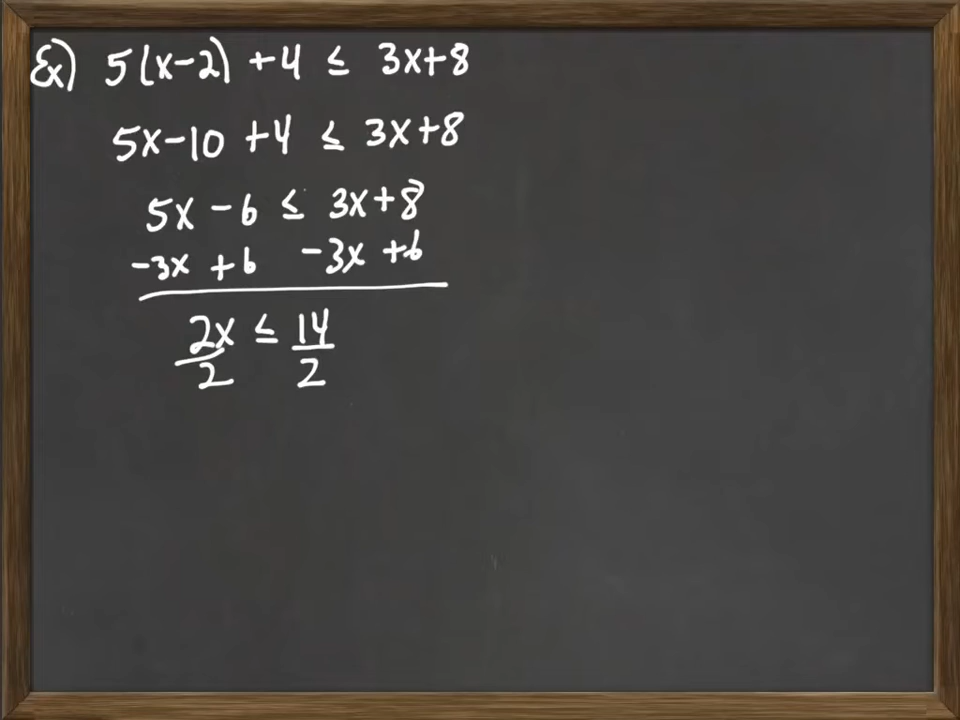 Ex) 5(x-2) +4 ≤ 3x+8
5x-10 +4 ≤ 3x+8
5x -6 ≤ 3x+8
-3x +6 -3x +6
2x ≤ 14
2 2